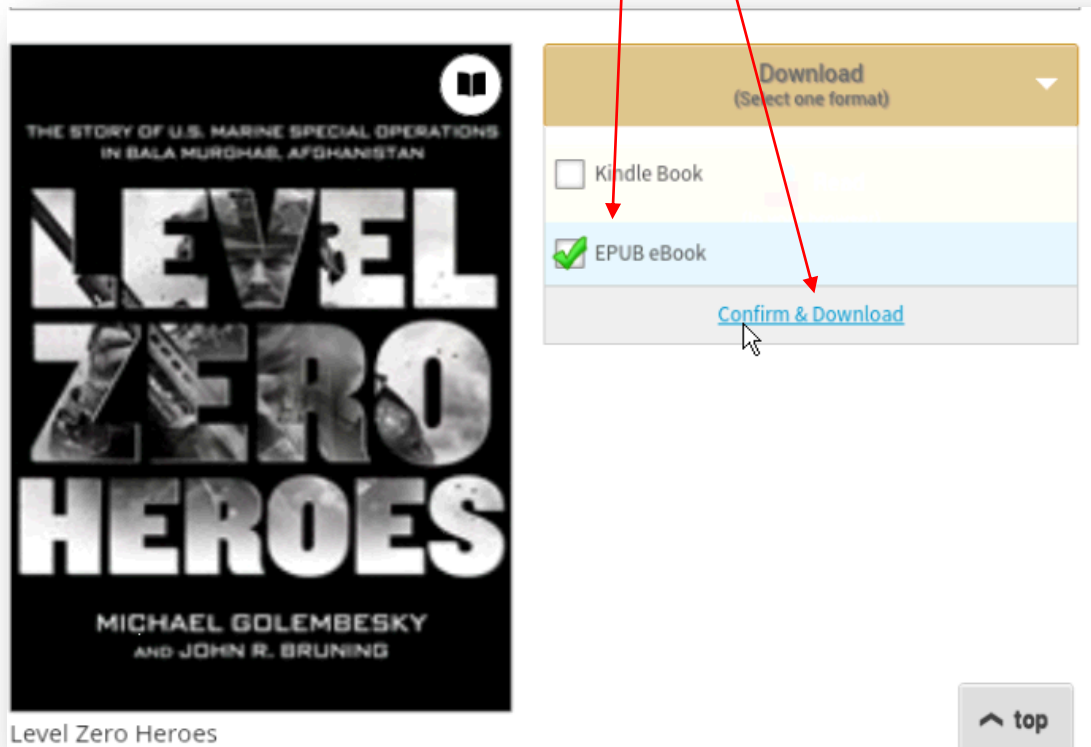 THE STORY OF U.S. MARINE SPECIAL OPERATIONS
IN BALA MURGHAB, AFGHANISTAN
LEVEL
ZERO
HEROES
MICHAEL GOLEMBESKY
AND JOHN R. BRUNING
Level Zero Heroes
Download
(Select one format)
Kindle Book
EPUB eBook
Confirm & Download
top